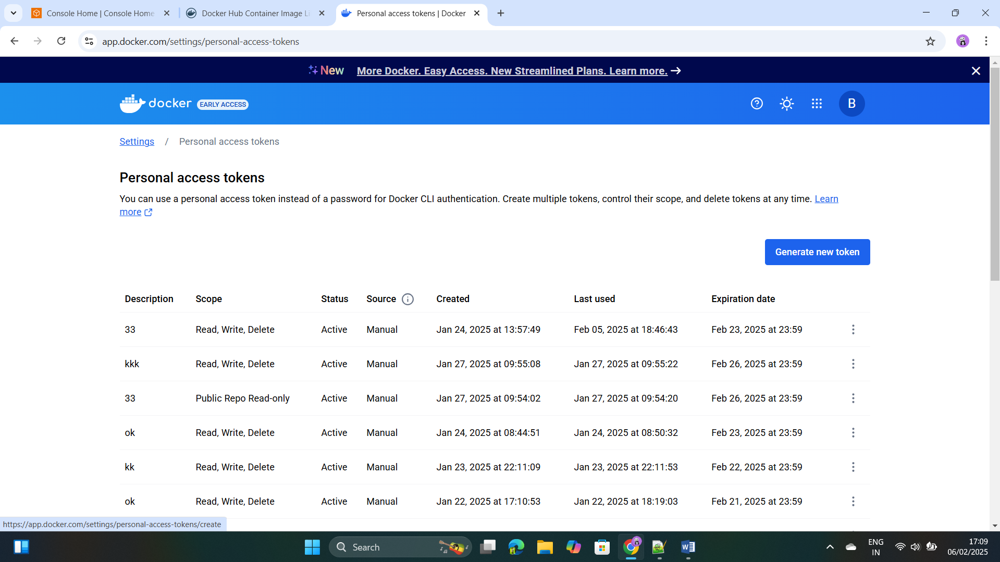 Console Home | Console Home
Docker Hub Container Image Li
Personal access tokens | Docker
app.docker.com/settings/personal-access-tokens
New More Docker. Easy Access. New Streamlined Plans. Learn more. →
docker EARLY ACCESS
B
Settings / Personal access tokens
Personal access tokens
You can use a personal access token instead of a password for Docker CLI authentication. Create multiple tokens, control their scope, and delete tokens at any time. Learn
more
Generate new token
Description Scope Status Source Created Last used Expiration date
33 Read, Write, Delete Active Manual Jan 24, 2025 at 13:57:49 Feb 05, 2025 at 18:46:43 Feb 23, 2025 at 23:59
kkk Read, Write, Delete Active Manual Jan 27, 2025 at 09:55:08 Jan 27, 2025 at 09:55:22 Feb 26, 2025 at 23:59
33 Public Repo Read-only Active Manual Jan 27, 2025 at 09:54:02 Jan 27, 2025 at 09:54:20 Feb 26, 2025 at 23:59
ok Read, Write, Delete Active Manual Jan 24, 2025 at 08:44:51 Jan 24, 2025 at 08:50:32 Feb 23, 2025 at 23:59
kk Read, Write, Delete Active Manual Jan 23, 2025 at 22:11:09 Jan 23, 2025 at 22:11:53 Feb 22, 2025 at 23:59
ok Read, Write, Delete Active Manual Jan 22, 2025 at 17:10:53 Jan 22, 2025 at 18:19:03 Feb 21, 2025 at 23:59
https://app.docker.com/settings/personal-access-tokens/create
Search
ENG
IN
17:09
06/02/2025